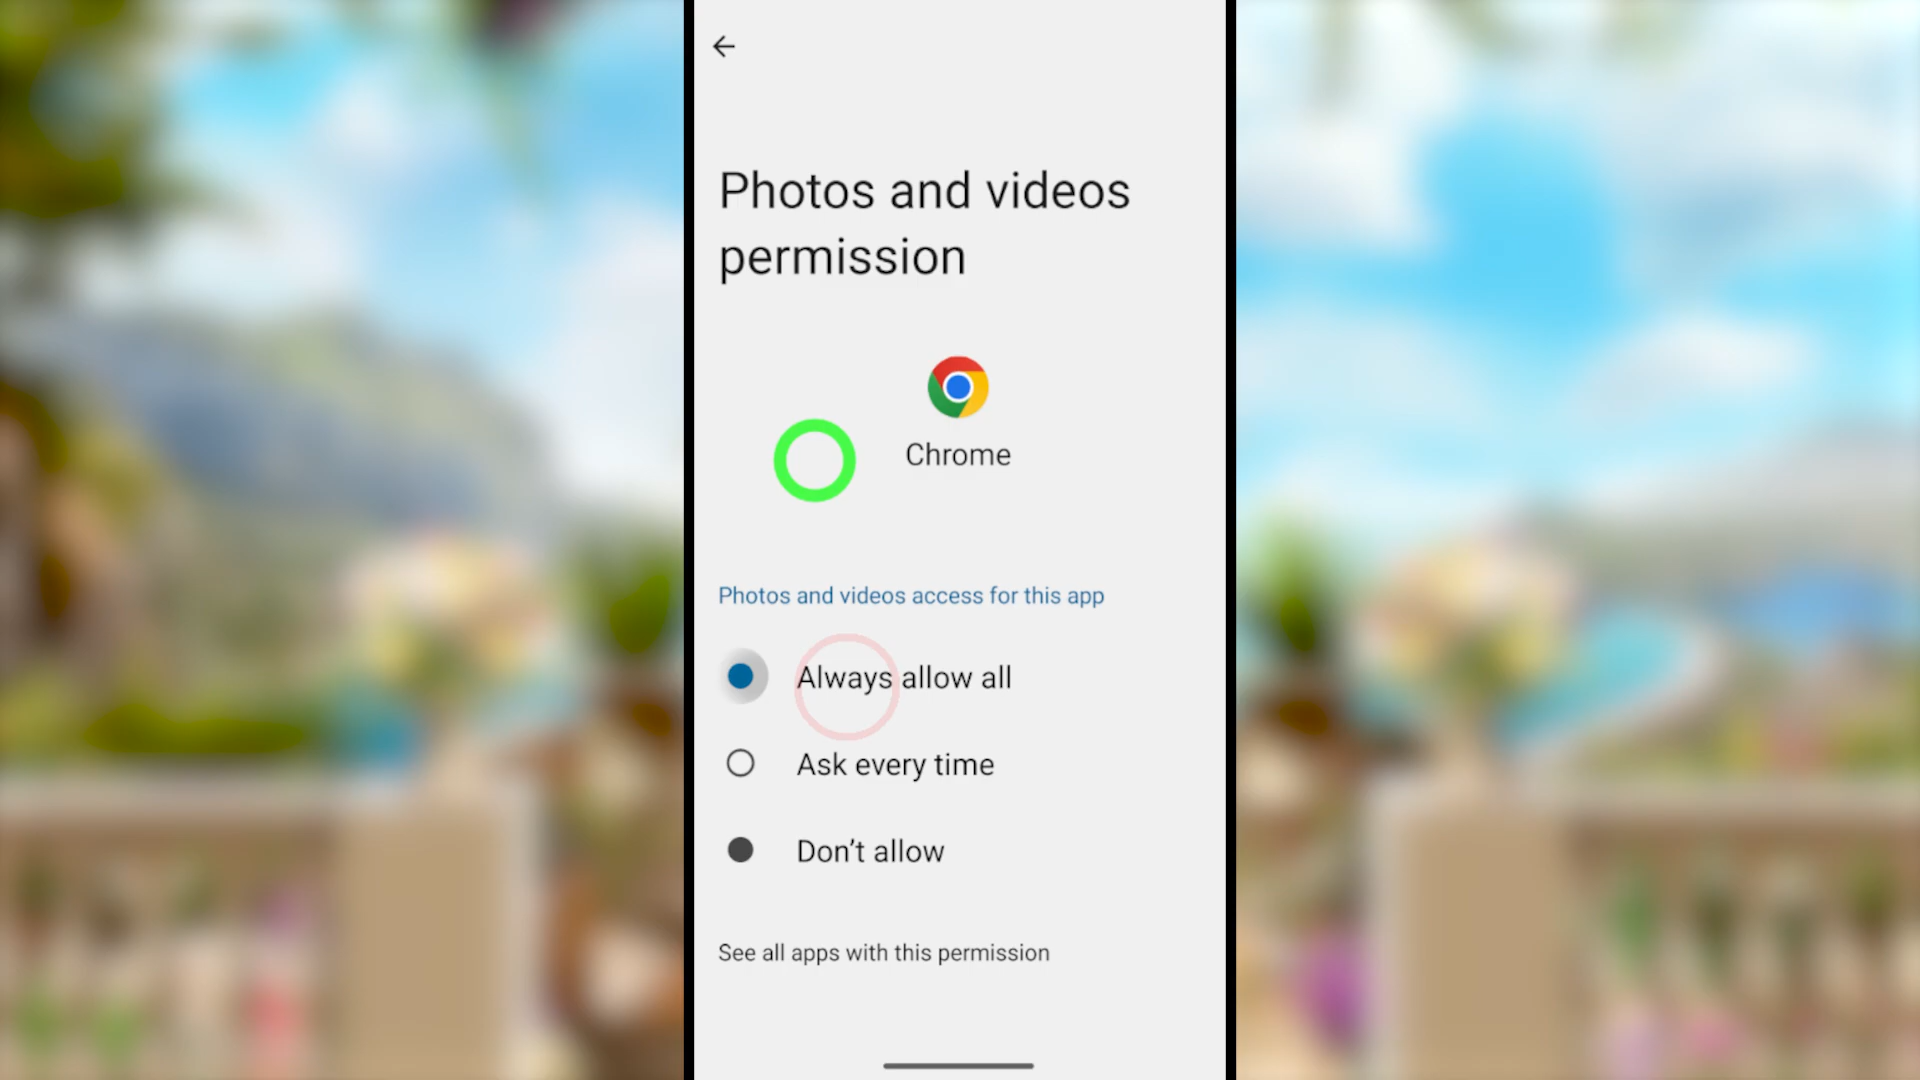 Photos and videos
permission
Chrome
Photos and videos access for this app
Always allow all
Ask every time
Don’t allow
See all apps with this permission